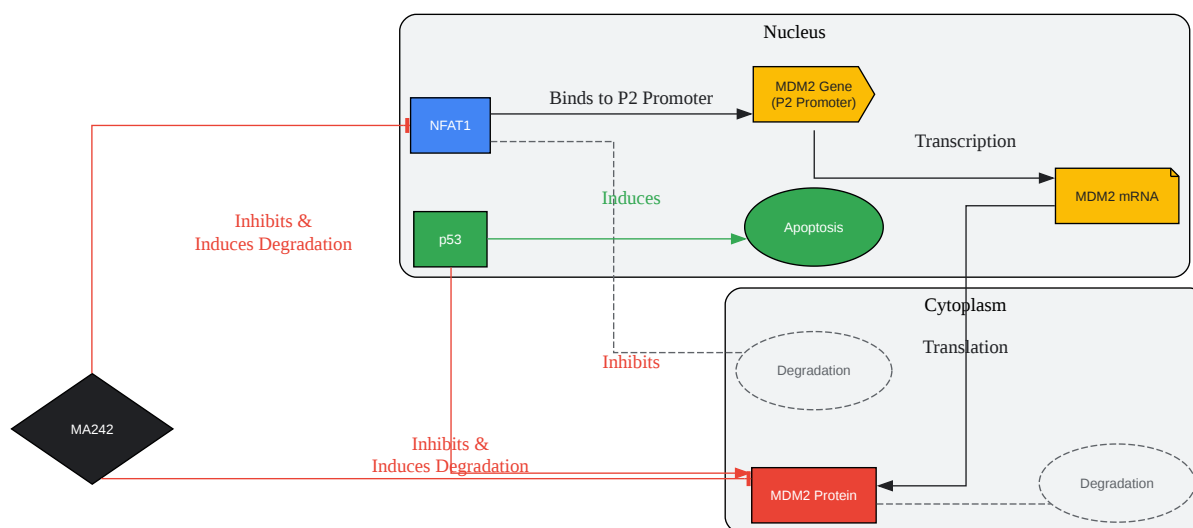 Nucleus
MDM2 Gene
(P2 Promoter)
Binds to P2 Promoter
NFAT1
Transcription
MDM2 mRNA
Induces
Inhibits &
Induces Degradation
p53
Apoptosis
Cytoplasm
Translation
Inhibits
Degradation
MA242
Inhibits &
Induces Degradation
MDM2 Protein
Degradation